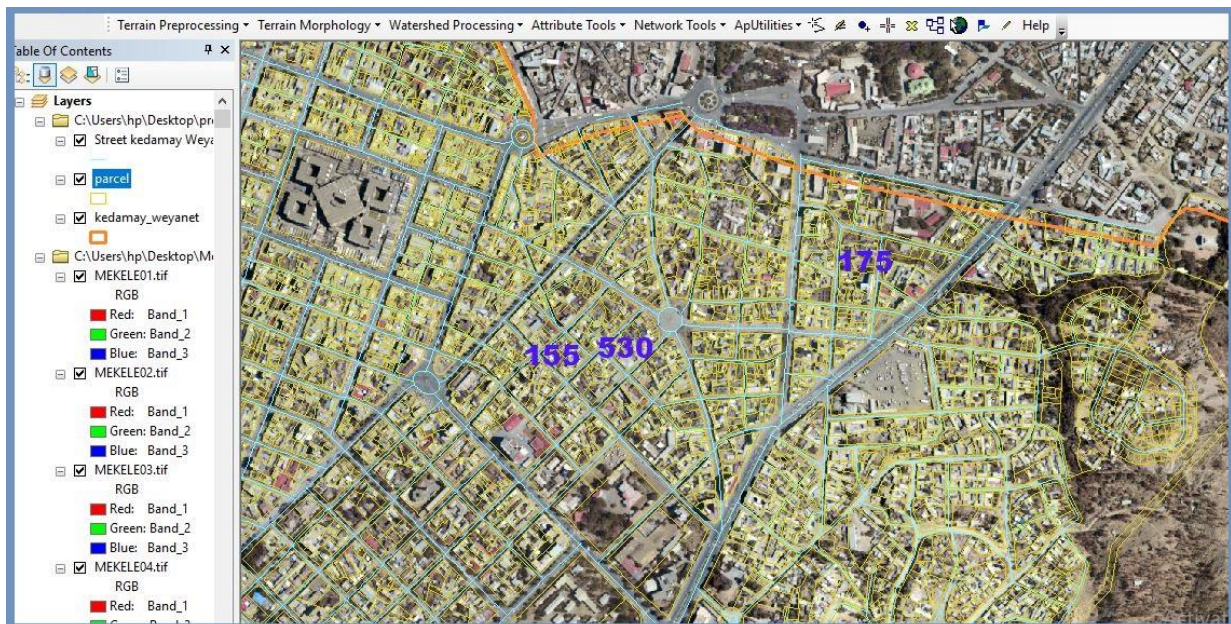 Terrain Preprocessing Terrain Morphology Watershed Processing Attribute Tools Network Tools ApUtilities Help
Table Of Contents
Layers
C:\Users\hp\Desktop\pr
Street kedamay Weya
parcel
kedamay_weyanet
C:\Users\hp\Desktop\M
MEKELE01.tif
RGB
Red: Band_1
Green: Band_2
Blue: Band_3
MEKELE02.tif
RGB
Red: Band_1
Green: Band_2
Blue: Band_3
MEKELE03.tif
RGB
Red: Band_1
Green: Band_2
Blue: Band_3
MEKELE04.tif
RGB
Red: Band_1
175
155 530